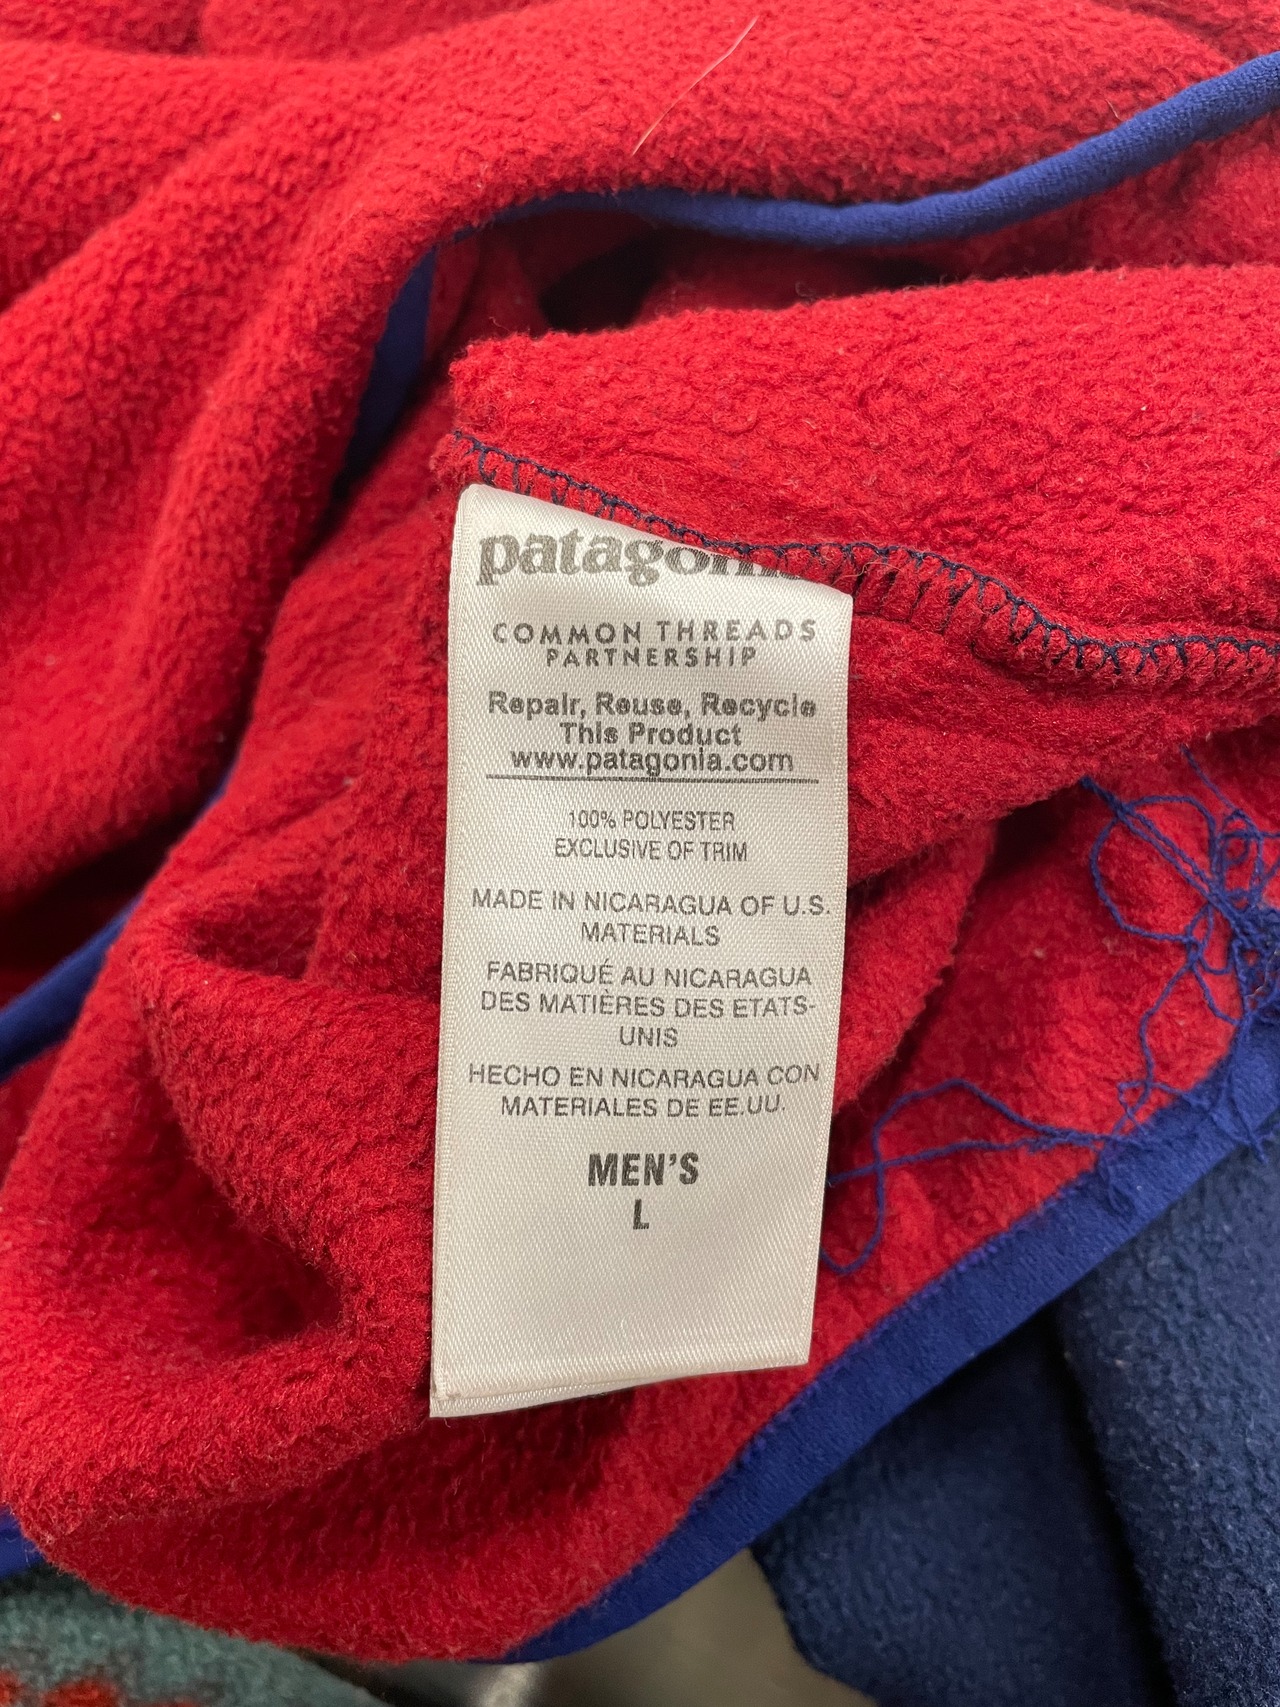 patagonia
COMMON THREADS
PARTNERSHIP
Repair, Reuse, Recycle
This Product
www.patagonia.com
100% POLYESTER
EXCLUSIVE OF TRIM
MADE IN NICARAGUA OF U.S.
MATERIALS
FABRIQUÉ AU NICARAGUA
DES MATIÈRES DES ETATS-
UNIS
HECHO EN NICARAGUA CON
MATERIALES DE EE.UU.
MEN'S
L